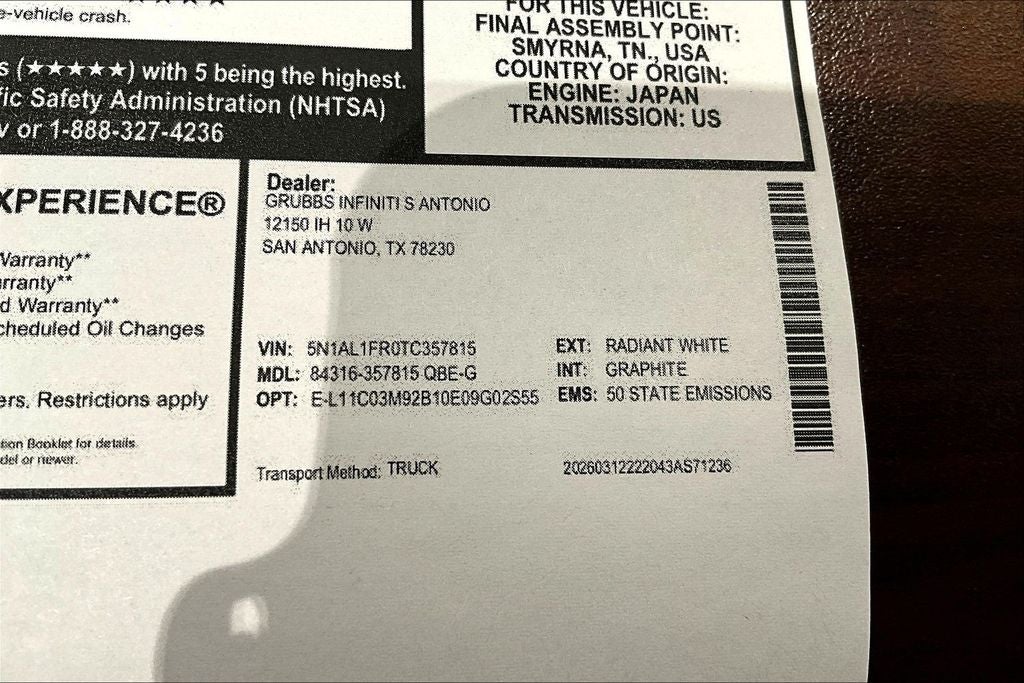 e-vehicle crash.
s (★★★★★) with 5 being the highest.
fic Safety Administration (NHTSA)
v or 1-888-327-4236
FOR THIS VEHICLE:
FINAL ASSEMBLY POINT:
SMYRNA, TN., USA
COUNTRY OF ORIGIN:
ENGINE: JAPAN
TRANSMISSION: US
XPERIENCE®
Warranty**
arranty**
d Warranty**
cheduled Oil Changes
ers. Restrictions apply
tion Booklet for details.
del or newer.
Dealer:
GRUBBS INFINITI S ANTONIO
12150 IH 10 W
SAN ANTONIO, TX 78230
VIN: 5N1AL1FR0TC357815
MDL: 84316-357815 QBE-G
OPT: E-L11C03M92B10E09G02S55
EXT: RADIANT WHITE
INT: GRAPHITE
EMS: 50 STATE EMISSIONS
Transport Method: TRUCK
20260312222043AS71236